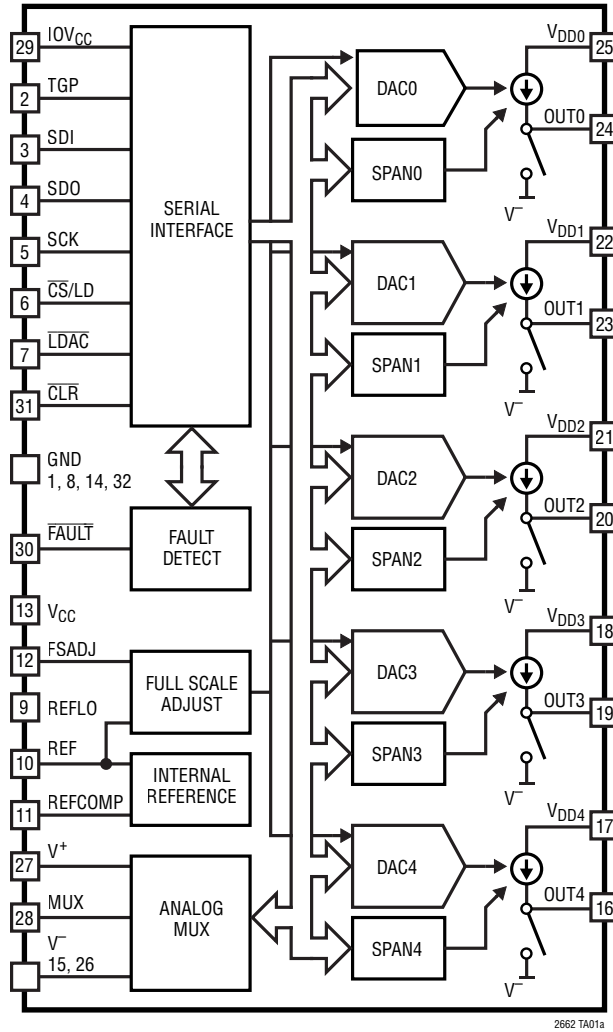 29 IOVCC
2 TGP
3 SDI
4 SDO
5 SCK
6 CS/LD
7 LDAC
31 CLR
GND
1, 8, 14, 32
30 FAULT
13 VCC
12 FSADJ
9 REFLO
10 REF
11 REFCOMP
27 V+
28 MUX
V–
15, 26
SERIAL
INTERFACE
FAULT
DETECT
FULL SCALE
ADJUST
INTERNAL
REFERENCE
ANALOG
MUX
DAC0
SPAN0
VDD0 25
OUT0 24
V–
DAC1
SPAN1
VDD1 22
OUT1 23
V–
DAC2
SPAN2
VDD2 21
OUT2 20
V–
DAC3
SPAN3
VDD3 18
OUT3 19
V–
DAC4
SPAN4
VDD4 17
OUT4 16
V–
2662 TA01a